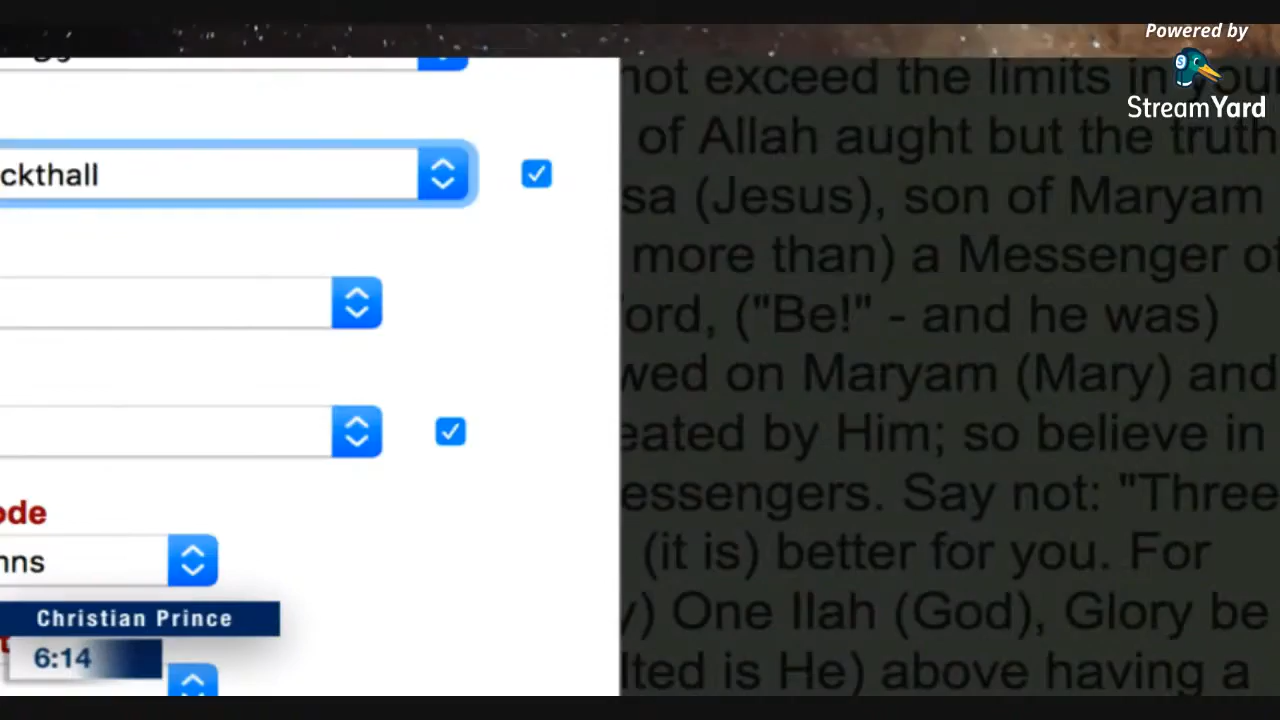 Powered by
StreamYard
ckthall
ode
nns
Christian Prince
6:14
not exceed the limits in your
of Allah aught but the truth
sa (Jesus), son of Maryam
more than) a Messenger of
ord, ("Be!" - and he was)
wed on Maryam (Mary) and
eated by Him; so believe in
essengers. Say not: "Three
(it is) better for you. For
y) One Ilah (God), Glory be
lted is He) above having a